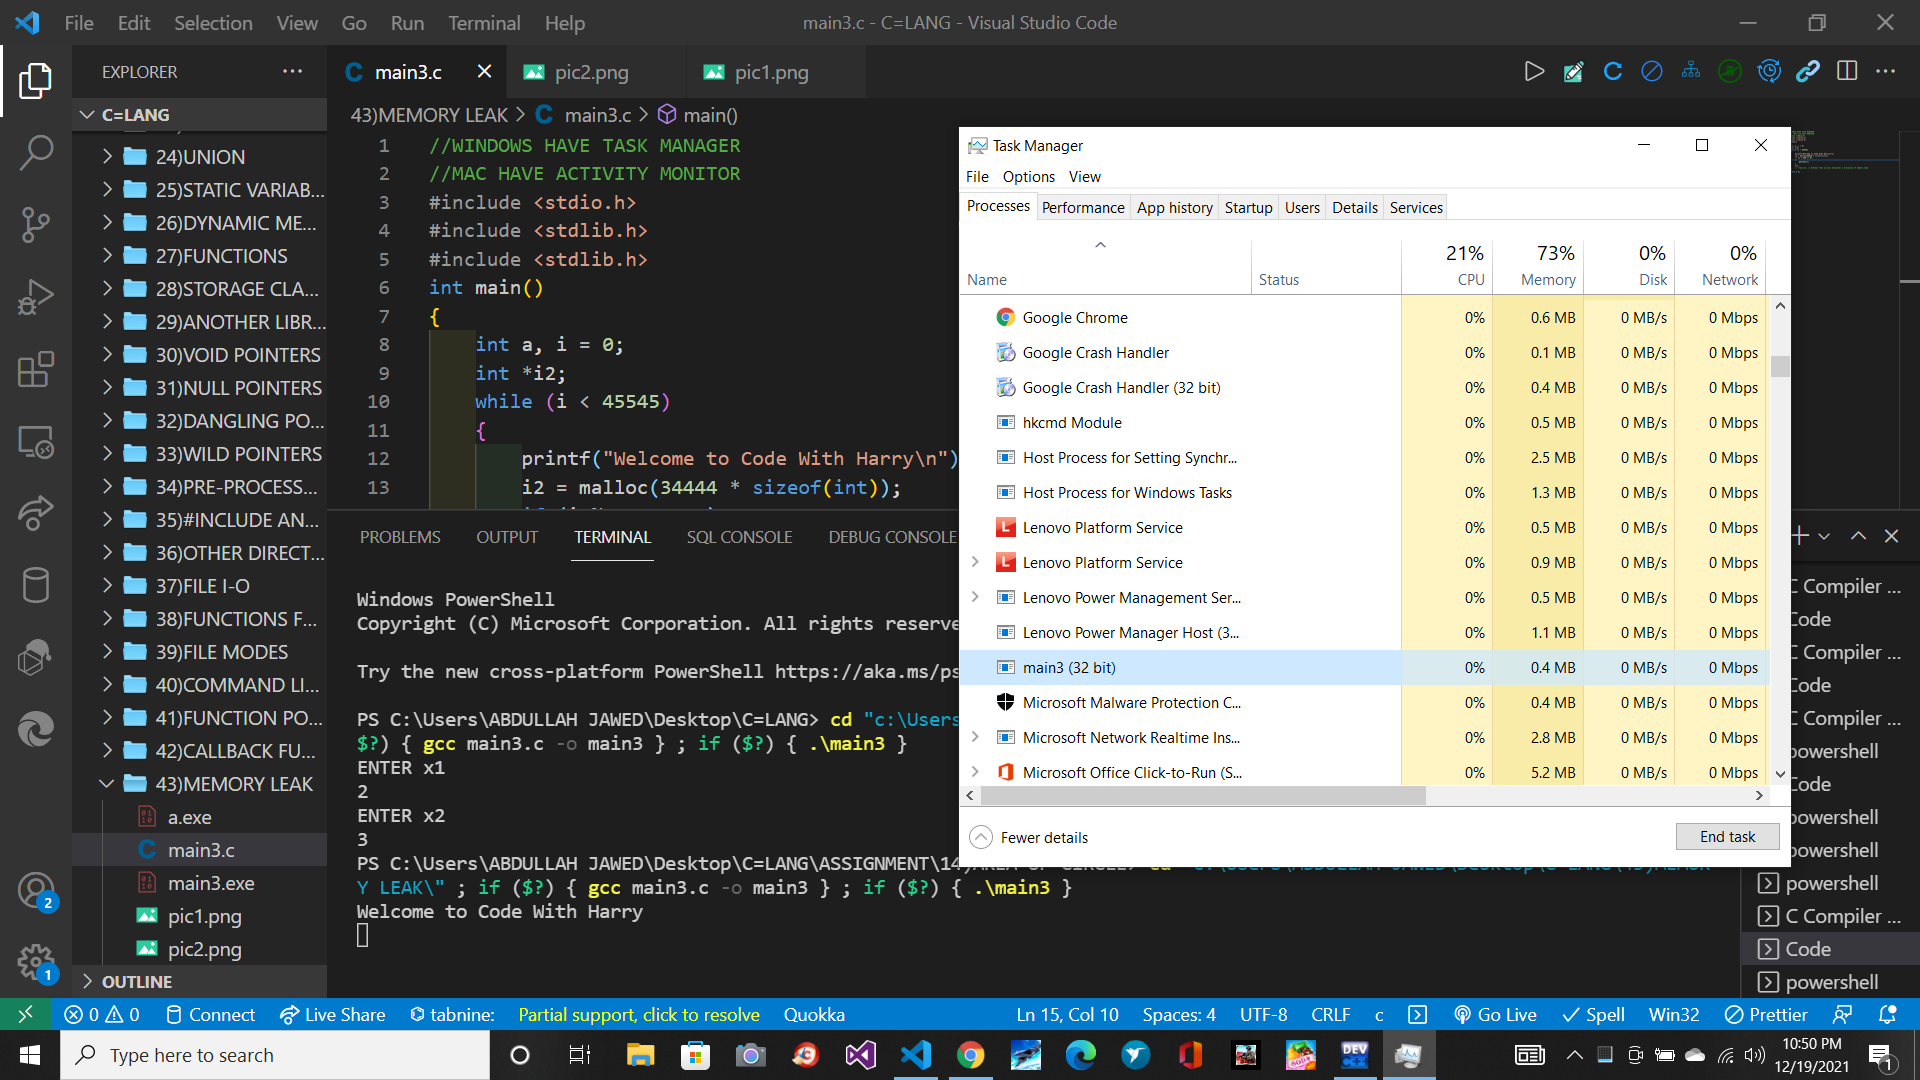 File Edit Selection View Go Run Terminal Help
main3.c - C=LANG - Visual Studio Code
EXPLORER
C=LANG
24)UNION
25)STATIC VARIAB...
26)DYNAMIC ME...
27)FUNCTIONS
28)STORAGE CLA...
29)ANOTHER LIBR...
30)VOID POINTERS
31)NULL POINTERS
32)DANGLING PO...
33)WILD POINTERS
34)PRE-PROCESS...
35)#INCLUDE AN...
36)OTHER DIRECT...
37)FILE I-O
38)FUNCTIONS F...
39)FILE MODES
40)COMMAND LI...
41)FUNCTION PO...
42)CALLBACK FU...
43)MEMORY LEAK
a.exe
main3.c
main3.exe
pic1.png
pic2.png
OUTLINE
2
1
main3.c
pic2.png
pic1.png
43)MEMORY LEAK > main3.c > main()
1 //WINDOWS HAVE TASK MANAGER
2 //MAC HAVE ACTIVITY MONITOR
3 #include <stdio.h>
4 #include <stdlib.h>
5 #include <stdlib.h>
6 int main()
7 {
8 int a, i = 0;
9 int *i2;
10 while (i < 45545)
11 {
12 printf("Welcome to Code With Harry\n")
13 i2 = malloc(34444 * sizeof(int));
PROBLEMS OUTPUT TERMINAL SQL CONSOLE DEBUG CONSOLE
Windows PowerShell
Copyright (C) Microsoft Corporation. All rights reserve
Try the new cross-platform PowerShell https://aka.ms/ps
PS C:\Users\ABDULLAH JAWED\Desktop\C=LANG> cd "c:\Users
$?) { gcc main3.c -o main3 } ; if ($?) { .\main3 }
ENTER x1
2
ENTER x2
3
PS C:\Users\ABDULLAH JAWED\Desktop\C=LANG\ASSIGNMENT\14)AREA OF CIRCLE> cd "c:\Users\ABDULLAH JAWED\Desktop\C=LANG\43)MEMOR
Y LEAK\" ; if ($?) { gcc main3.c -o main3 } ; if ($?) { .\main3 }
Welcome to Code With Harry
Task Manager
File Options View
Processes Performance App history Startup Users Details Services
21% 73% 0% 0%
Name Status CPU Memory Disk Network
Google Chrome 0% 0.6 MB 0 MB/s 0 Mbps
Google Crash Handler 0% 0.1 MB 0 MB/s 0 Mbps
Google Crash Handler (32 bit) 0% 0.4 MB 0 MB/s 0 Mbps
hkcmd Module 0% 0.5 MB 0 MB/s 0 Mbps
Host Process for Setting Synchr... 0% 2.5 MB 0 MB/s 0 Mbps
Host Process for Windows Tasks 0% 1.3 MB 0 MB/s 0 Mbps
Lenovo Platform Service 0% 0.5 MB 0 MB/s 0 Mbps
Lenovo Platform Service 0% 0.9 MB 0 MB/s 0 Mbps
Lenovo Power Management Ser... 0% 0.5 MB 0 MB/s 0 Mbps
Lenovo Power Manager Host (3... 0% 1.1 MB 0 MB/s 0 Mbps
main3 (32 bit) 0% 0.4 MB 0 MB/s 0 Mbps
Microsoft Malware Protection C... 0% 0.4 MB 0 MB/s 0 Mbps
Microsoft Network Realtime Ins... 0% 2.8 MB 0 MB/s 0 Mbps
Microsoft Office Click-to-Run (S... 0% 5.2 MB 0 MB/s 0 Mbps
Fewer details
End task
C Compiler ...
Code
C Compiler ...
Code
C Compiler ...
powershell
Code
powershell
powershell
powershell
C Compiler ...
Code
powershell
0 0 Connect Live Share tabnine: Partial support, click to resolve Quokka
Ln 15, Col 10 Spaces: 4 UTF-8 CRLF c Go Live Spell Win32 Prettier
Type here to search
DEV
10:50 PM
12/19/2021
1